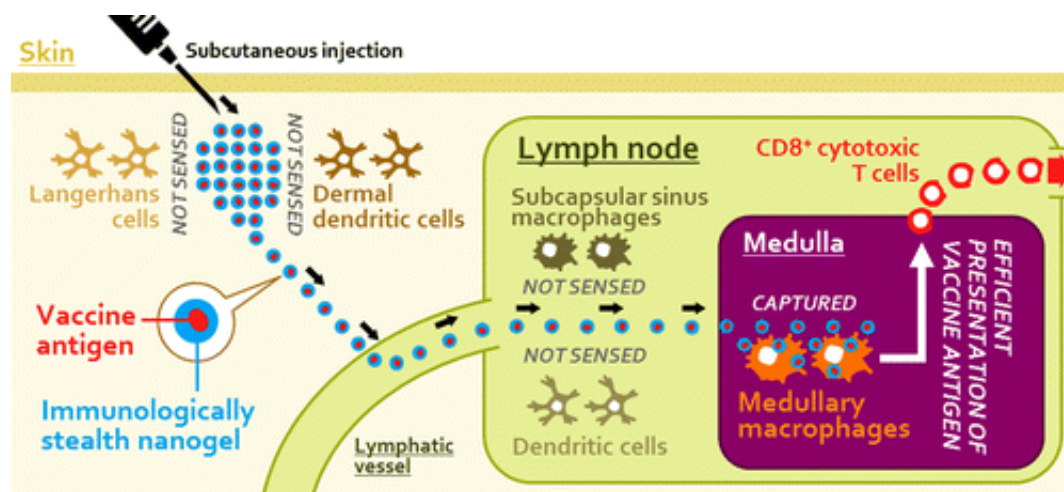 Skin
Subcutaneous injection
NOT SENSED
NOT SENSED
Langerhans
cells
Dermal
dendritic cells
Vaccine
antigen
Immunologically
stealth nanogel
Lymphatic
vessel
Lymph node
Subcapsular sinus
macrophages
NOT SENSED
NOT SENSED
Dendritic cells
CD8⁺ cytotoxic
T cells
Medulla
CAPTURED
Medullary
macrophages
EFFICIENT
PRESENTATION OF
VACCINE ANTIGEN